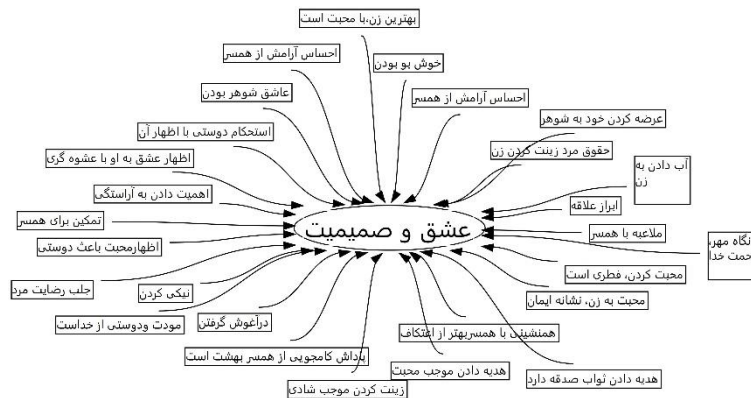 بهترین زن،با محبت است
احساس آرامش از همسر
خوش بو بودن
عاشق شوهر بودن
احساس آرامش از همسر
عرضه کردن خود به شوهر
استحکام دوستی با اظهار آن
حقوق مرد زینت کردن زن
اظهار عشق به او با عشوه گری
آب دادن به
زن
اهمیت دادن به آراستگی
ابراز علاقه
تمکین برای همسر
عشق و صمیمیت
ملاعبه با همسر
نگاه مهر،
حمت خدا
اظهارمحبت باعث دوستی
محبت کردن، فطری است
جلب رضایت مرد
نیکی کردن
محبت به زن، نشانه ایمان
مودت ودوستی از خداست
درآغوش گرفتن
همنشینی با همسربهتر از اعتکاف
پاداش کامجویی از همسر بهشت است
هدیه دادن موجب محبت
هدیه دادن ثواب صدقه دارد
زینت کردن موجب شادی